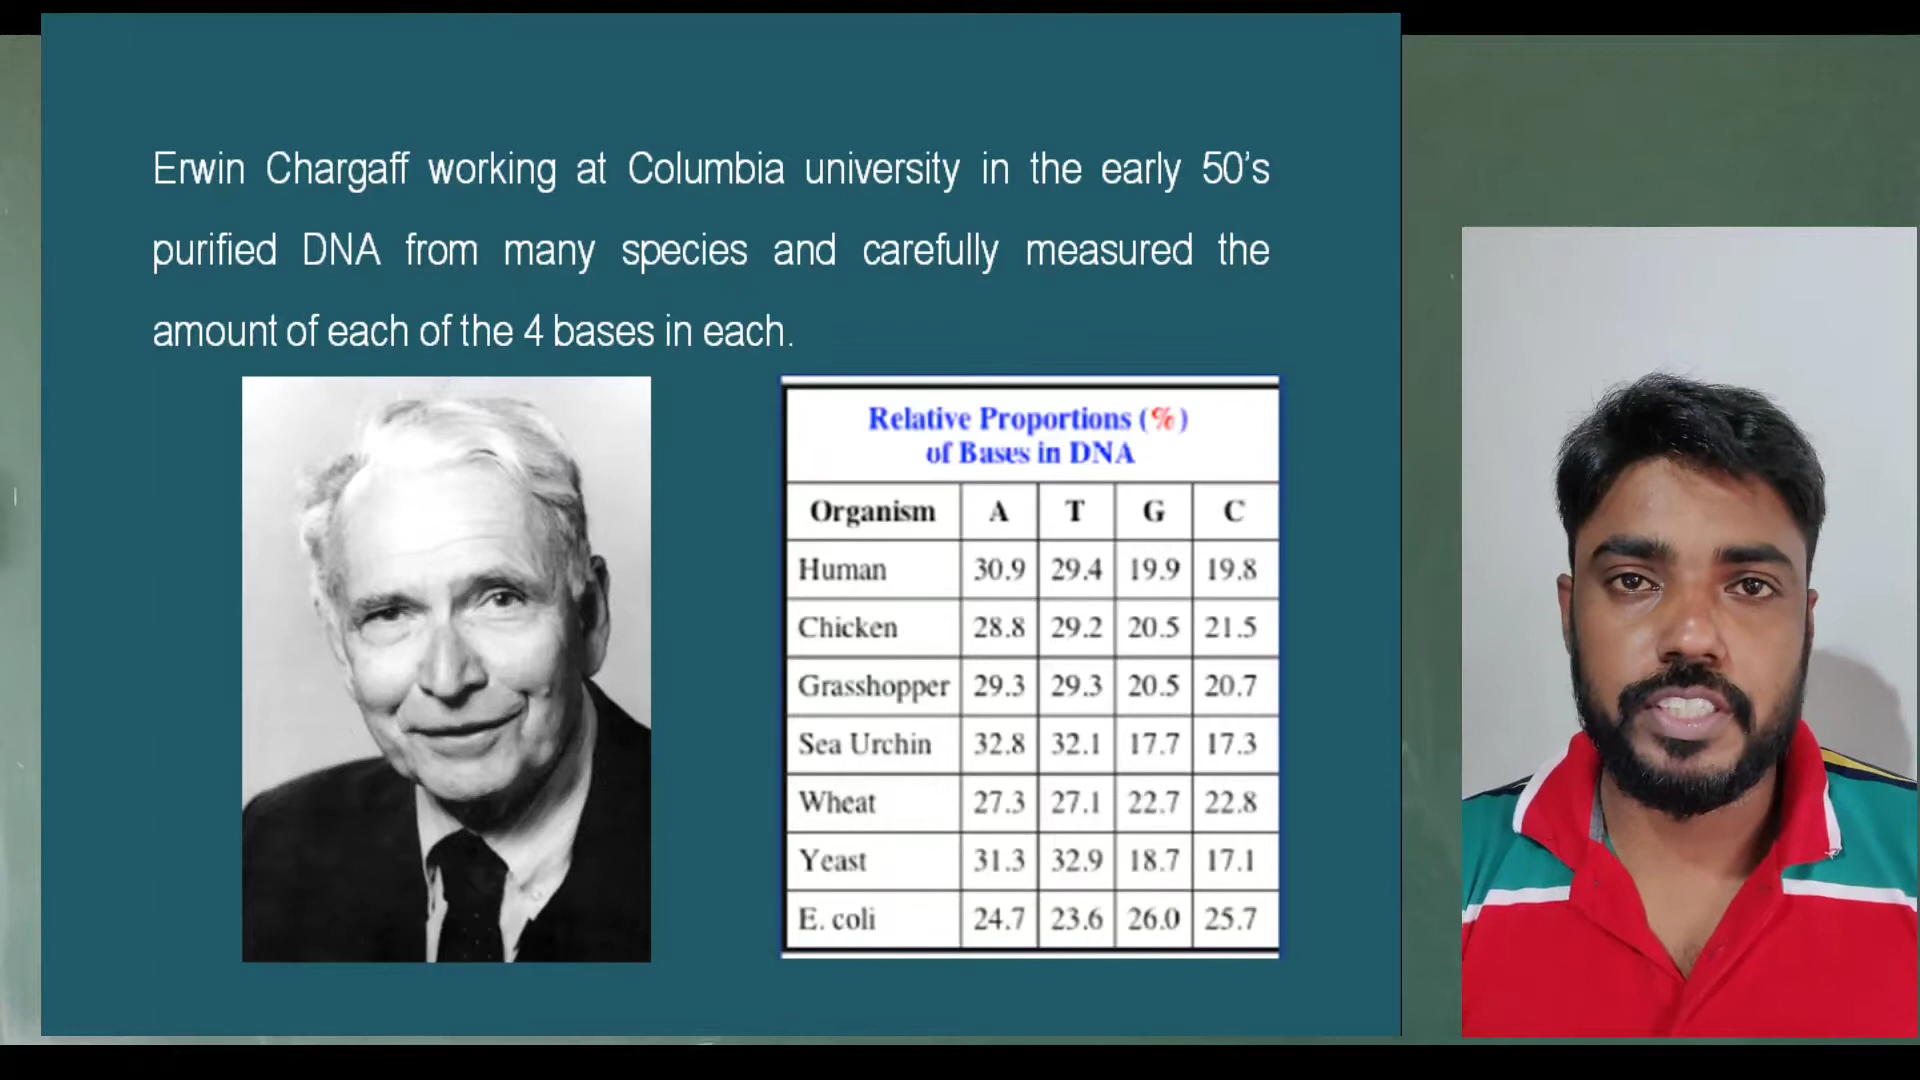 Erwin Chargaff working at Columbia university in the early 50’s
purified DNA from many species and carefully measured the
amount of each of the 4 bases in each.
Relative Proportions (%)
of Bases in DNA
Organism A T G C
Human 30.9 29.4 19.9 19.8
Chicken 28.8 29.2 20.5 21.5
Grasshopper 29.3 29.3 20.5 20.7
Sea Urchin 32.8 32.1 17.7 17.3
Wheat 27.3 27.1 22.7 22.8
Yeast 31.3 32.9 18.7 17.1
E. coli 24.7 23.6 26.0 25.7